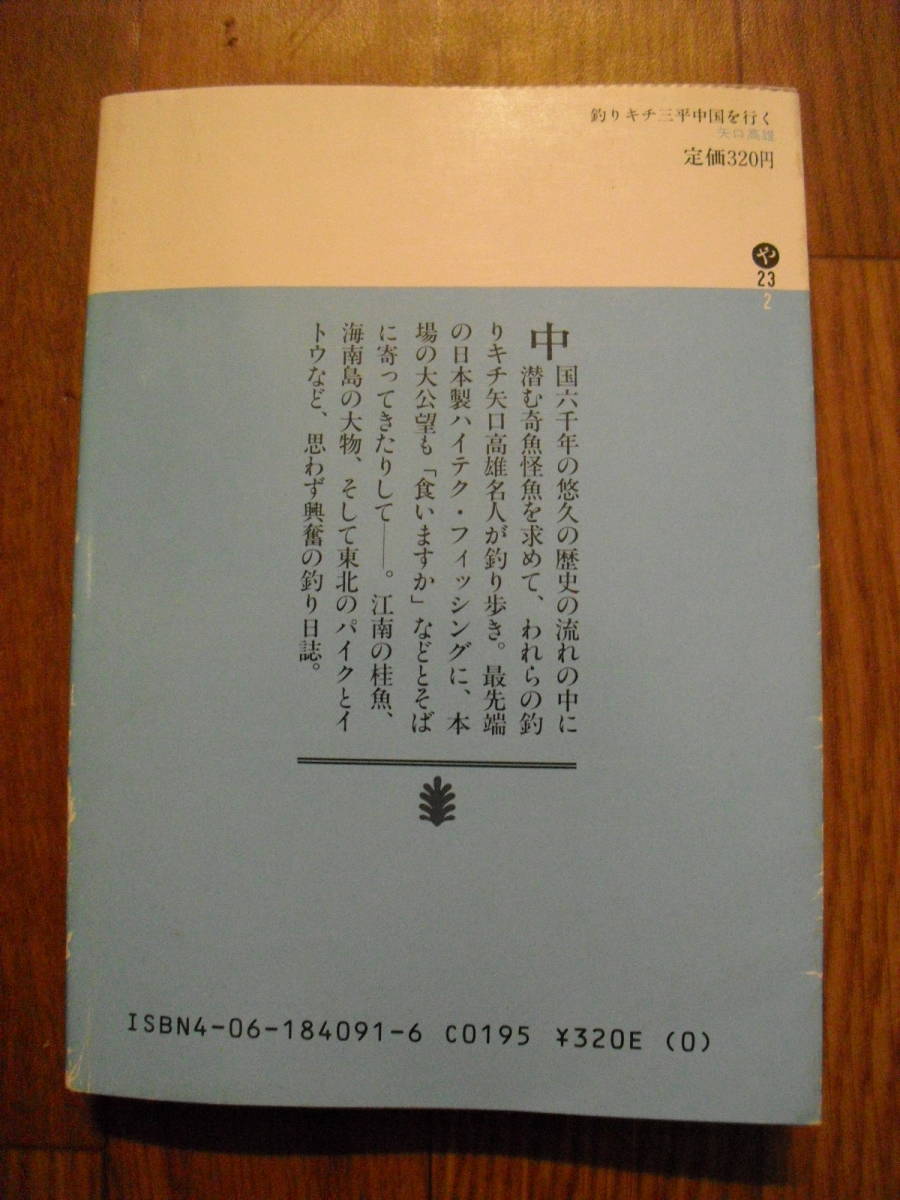 釣りキチ三平中国を行く
矢口高雄
定価320円
や
23
2
中国六千年の悠久の歴史の流れの中に
潜む奇魚怪魚を求めて、われらの釣
りキチ矢口高雄名人が釣り歩き。最先端
の日本製ハイテク・フィッシングに、本
場の大公望も「食いますか」などとそば
に寄ってきたりして——。江南の桂魚、
海南島の大物、そして東北のパイクとイ
トウなど、思わず興奮の釣り日誌。
ISBN4-06-184091-6 C0195 ¥320E (0)